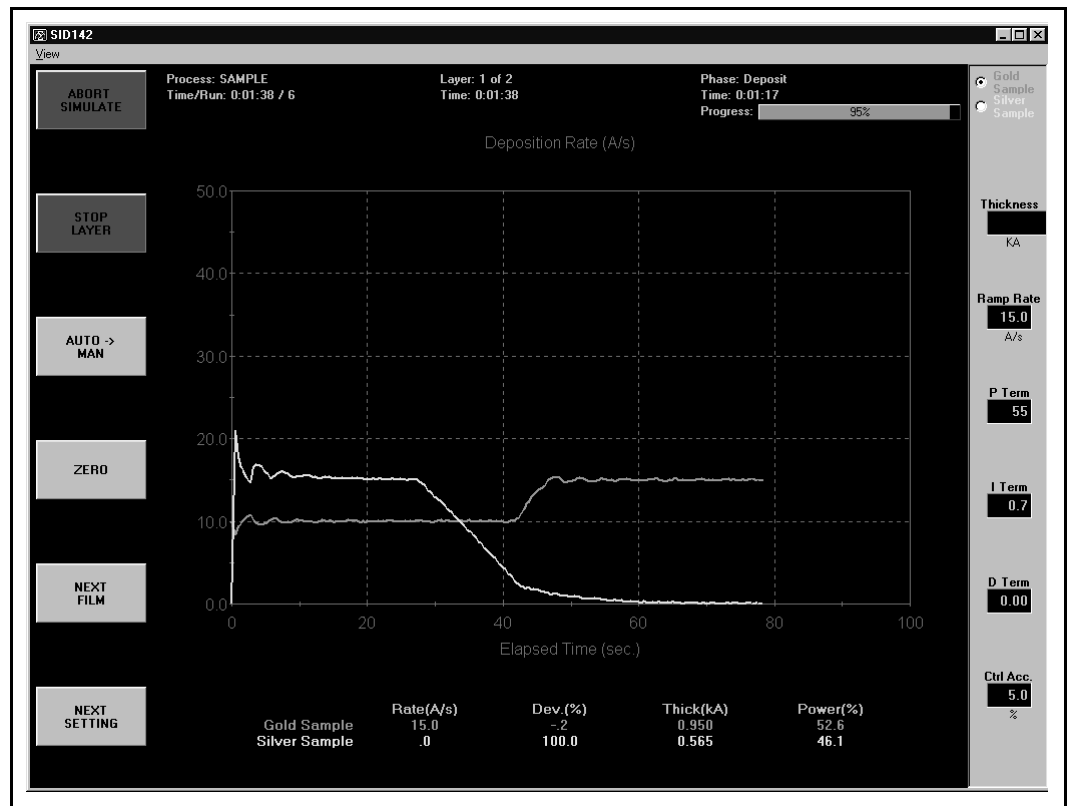 SID142
View
ABORT
SIMULATE
Process: SAMPLE
Time/Run: 0:01:38 / 6
Layer: 1 of 2
Time: 0:01:38
Phase: Deposit
Time: 0:01:17
Progress: 95%
Gold
Sample
Silver
Sample
Deposition Rate (A/s)
STOP
LAYER
AUTO ->
MAN
ZERO
NEXT
FILM
NEXT
SETTING
50.0
40.0
30.0
20.0
10.0
0.0
0 20 40 60 80 100
Elapsed Time (sec.)
Rate(A/s) Dev.(%) Thick(kA) Power(%)
Gold Sample 15.0 -.2 0.950 52.6
Silver Sample .0 100.0 0.565 46.1
Thickness
KA
Ramp Rate
15.0
A/s
P Term
55
I Term
0.7
D Term
0.00
Ctrl Acc.
5.0
%